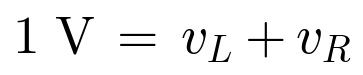 1 V = v_L + v_R